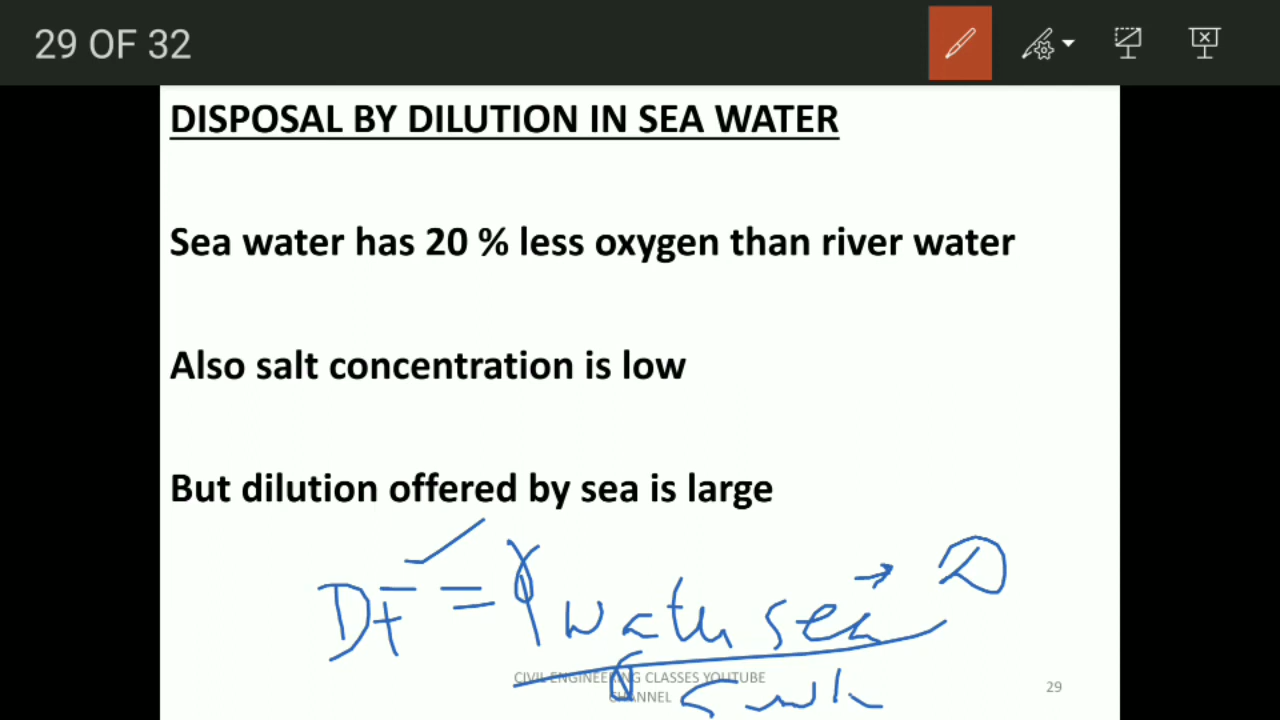 29 OF 32
DISPOSAL BY DILUTION IN SEA WATER
Sea water has 20 % less oxygen than river water
Also salt concentration is low
But dilution offered by sea is large
DF = water sea
CIVIL ENGINEERING CLASSES YOUTUBE
CHANNEL
29